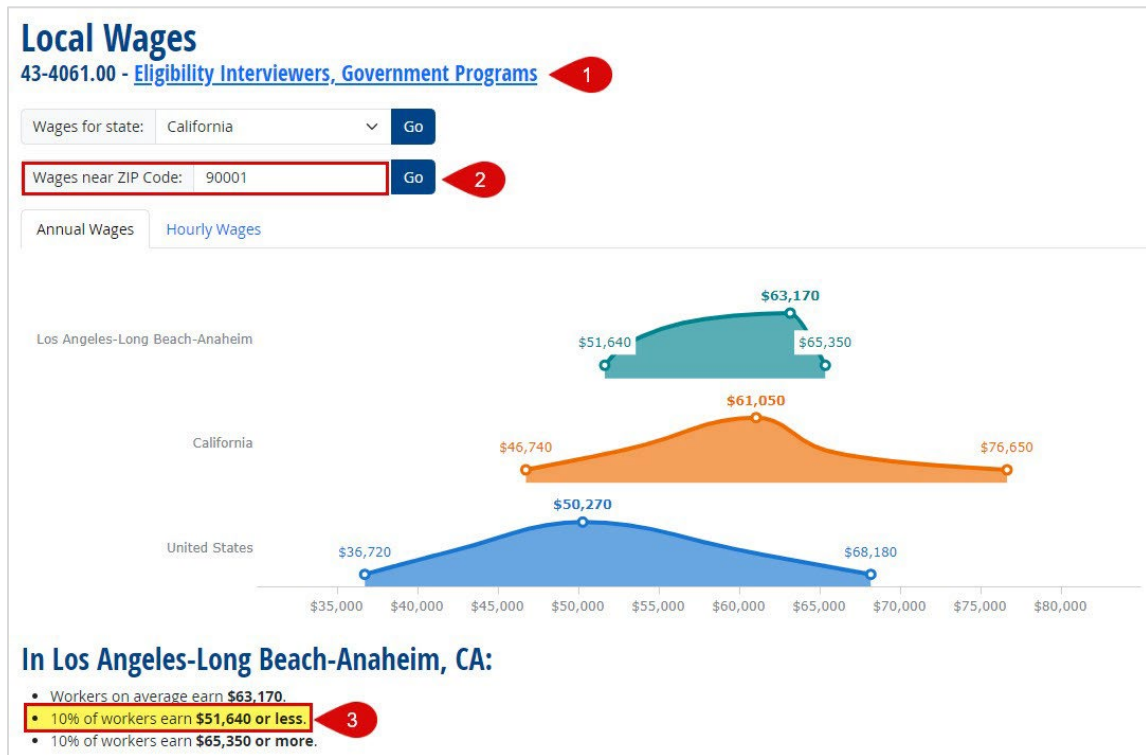 Local Wages
43-4061.00 - Eligibility Interviewers, Government Programs
1
Wages for state: California Go
Wages near ZIP Code: 90001 Go
2
Annual Wages Hourly Wages
$63,170
Los Angeles-Long Beach-Anaheim
$51,640 $65,350
$61,050
California
$46,740 $76,650
$50,270
United States
$36,720 $68,180
$35,000 $40,000 $45,000 $50,000 $55,000 $60,000 $65,000 $70,000 $75,000 $80,000
In Los Angeles-Long Beach-Anaheim, CA:
• Workers on average earn $63,170.
• 10% of workers earn $51,640 or less.
3
• 10% of workers earn $65,350 or more.